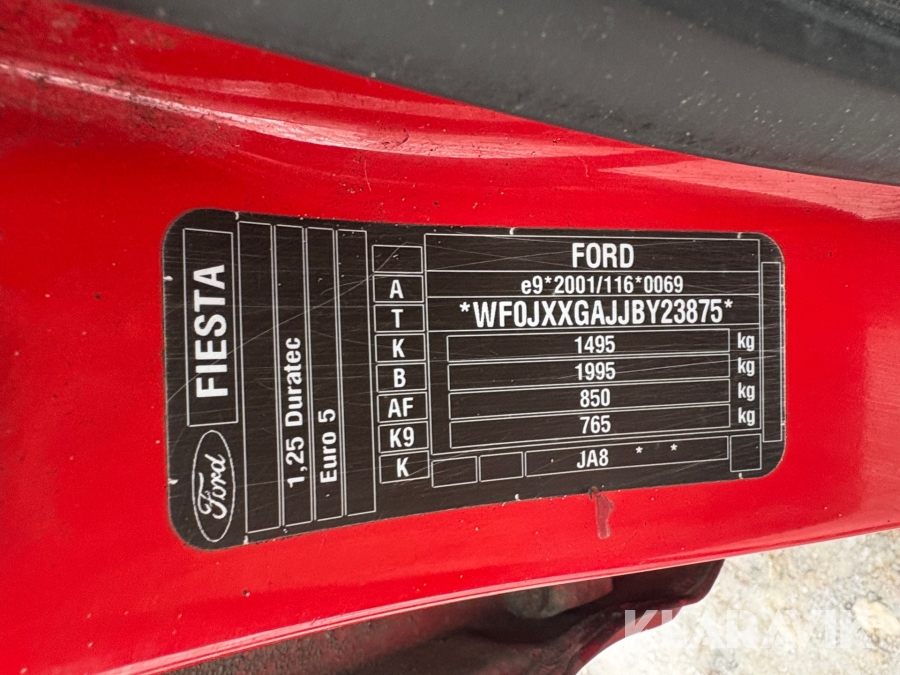 FORD
e9*2001/116*0069
*WF0JXXGAJJBY23875*
1495 kg
1995 kg
850 kg
765 kg
JA8 * *
A
T
K
B
AF
K9
K
FIESTA
Ford
1,25 Duratec
Euro 5
KLARAVIK